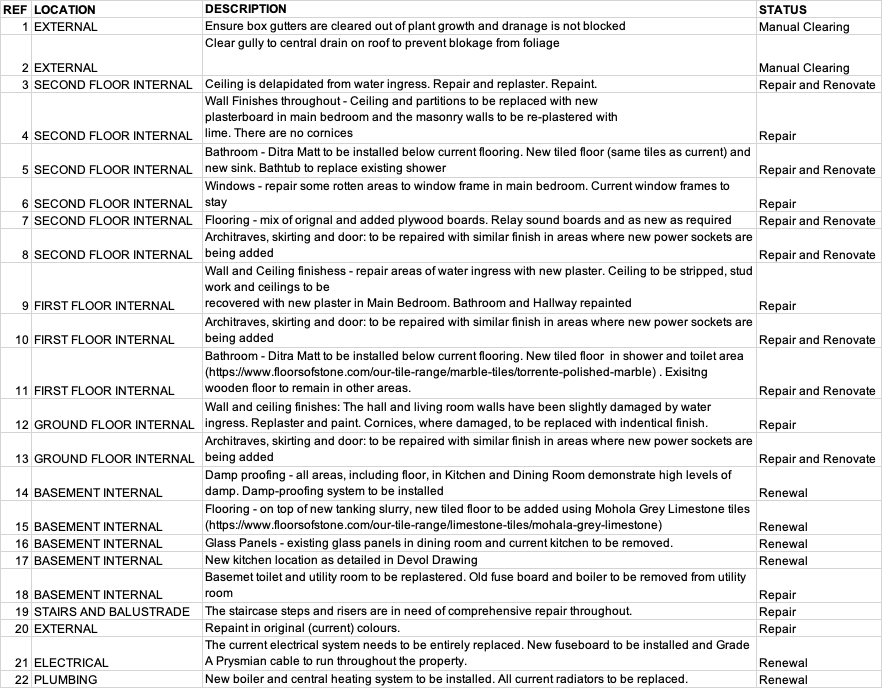 REF LOCATION DESCRIPTION STATUS
1 EXTERNAL Ensure box gutters are cleared out of plant growth and dranage is not blocked Manual Clearing
Clear gully to central drain on roof to prevent blokage from foliage
2 EXTERNAL Manual Clearing
3 SECOND FLOOR INTERNAL Ceiling is delapidated from water ingress. Repair and replaster. Repaint. Repair and Renovate
Wall Finishes throughout - Ceiling and partitions to be replaced with new
plasterboard in main bedroom and the masonry walls to be re-plastered with
4 SECOND FLOOR INTERNAL lime. There are no cornices Repair
Bathroom - Ditra Matt to be installed below current flooring. New tiled floor (same tiles as current) and
5 SECOND FLOOR INTERNAL new sink. Bathtub to replace existing shower Repair and Renovate
Windows - repair some rotten areas to window frame in main bedroom. Current window frames to
6 SECOND FLOOR INTERNAL stay Repair
7 SECOND FLOOR INTERNAL Flooring - mix of orignal and added plywood boards. Relay sound boards and as new as required Repair and Renovate
Architraves, skirting and door: to be repaired with similar finish in areas where new power sockets are
8 SECOND FLOOR INTERNAL being added Repair and Renovate
Wall and Ceiling finishess - repair areas of water ingress with new plaster. Ceiling to be stripped, stud
work and ceilings to be
9 FIRST FLOOR INTERNAL recovered with new plaster in Main Bedroom. Bathroom and Hallway repainted Repair
Architraves, skirting and door: to be repaired with similar finish in areas where new power sockets are
10 FIRST FLOOR INTERNAL being added Repair and Renovate
Bathroom - Ditra Matt to be installed below current flooring. New tiled floor in shower and toilet area
(https://www.floorsofstone.com/our-tile-range/marble-tiles/torrente-polished-marble) . Exisitng
11 FIRST FLOOR INTERNAL wooden floor to remain in other areas. Repair and Renovate
Wall and ceiling finishes: The hall and living room walls have been slightly damaged by water
12 GROUND FLOOR INTERNAL ingress. Replaster and paint. Cornices, where damaged, to be replaced with indentical finish. Repair
Architraves, skirting and door: to be repaired with similar finish in areas where new power sockets are
13 GROUND FLOOR INTERNAL being added Repair and Renovate
Damp proofing - all areas, including floor, in Kitchen and Dining Room demonstrate high levels of
14 BASEMENT INTERNAL damp. Damp-proofing system to be installed Renewal
Flooring - on top of new tanking slurry, new tiled floor to be added using Mohola Grey Limestone tiles
15 BASEMENT INTERNAL (https://www.floorsofstone.com/our-tile-range/limestone-tiles/mohala-grey-limestone) Renewal
16 BASEMENT INTERNAL Glass Panels - existing glass panels in dining room and current kitchen to be removed. Renewal
17 BASEMENT INTERNAL New kitchen location as detailed in Devol Drawing Renewal
Basemet toilet and utility room to be replastered. Old fuse board and boiler to be removed from utility
18 BASEMENT INTERNAL room Repair
19 STAIRS AND BALUSTRADE The staircase steps and risers are in need of comprehensive repair throughout. Repair
20 EXTERNAL Repaint in original (current) colours. Repair
The current electrical system needs to be entirely replaced. New fuseboard to be installed and Grade
21 ELECTRICAL A Prysmian cable to run throughout the property. Renewal
22 PLUMBING New boiler and central heating system to be installed. All current radiators to be replaced. Renewal